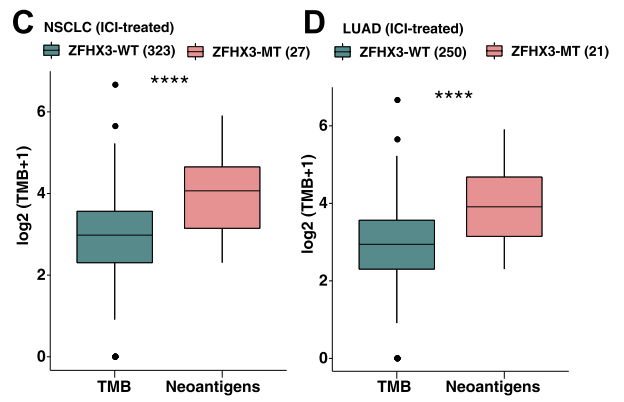 C NSCLC (ICI-treated)
ZFHX3-WT (323) ZFHX3-MT (27)
****
log2 (TMB+1)
6
4
2
0
TMB Neoantigens
D LUAD (ICI-treated)
ZFHX3-WT (250) ZFHX3-MT (21)
****
log2 (TMB+1)
6
4
2
0
TMB Neoantigens